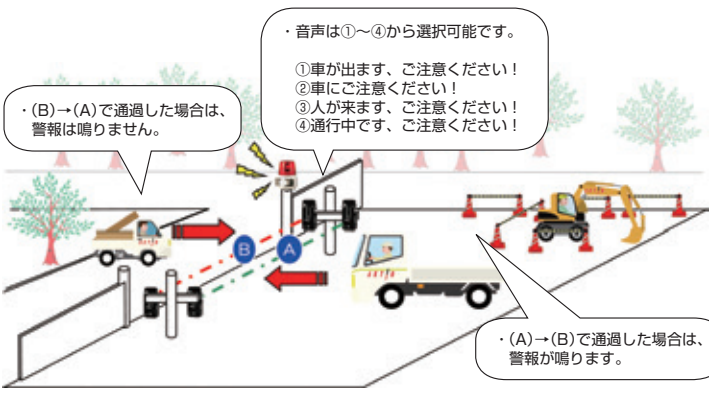 ・音声は①〜④から選択可能です。
①車が出ます、ご注意ください！
②車にご注意ください！
③人が来ます、ご注意ください！
④通行中です、ご注意ください！
・(B)→(A)で通過した場合は、
警報は鳴りません。
B
A
・(A)→(B)で通過した場合は、
警報が鳴ります。